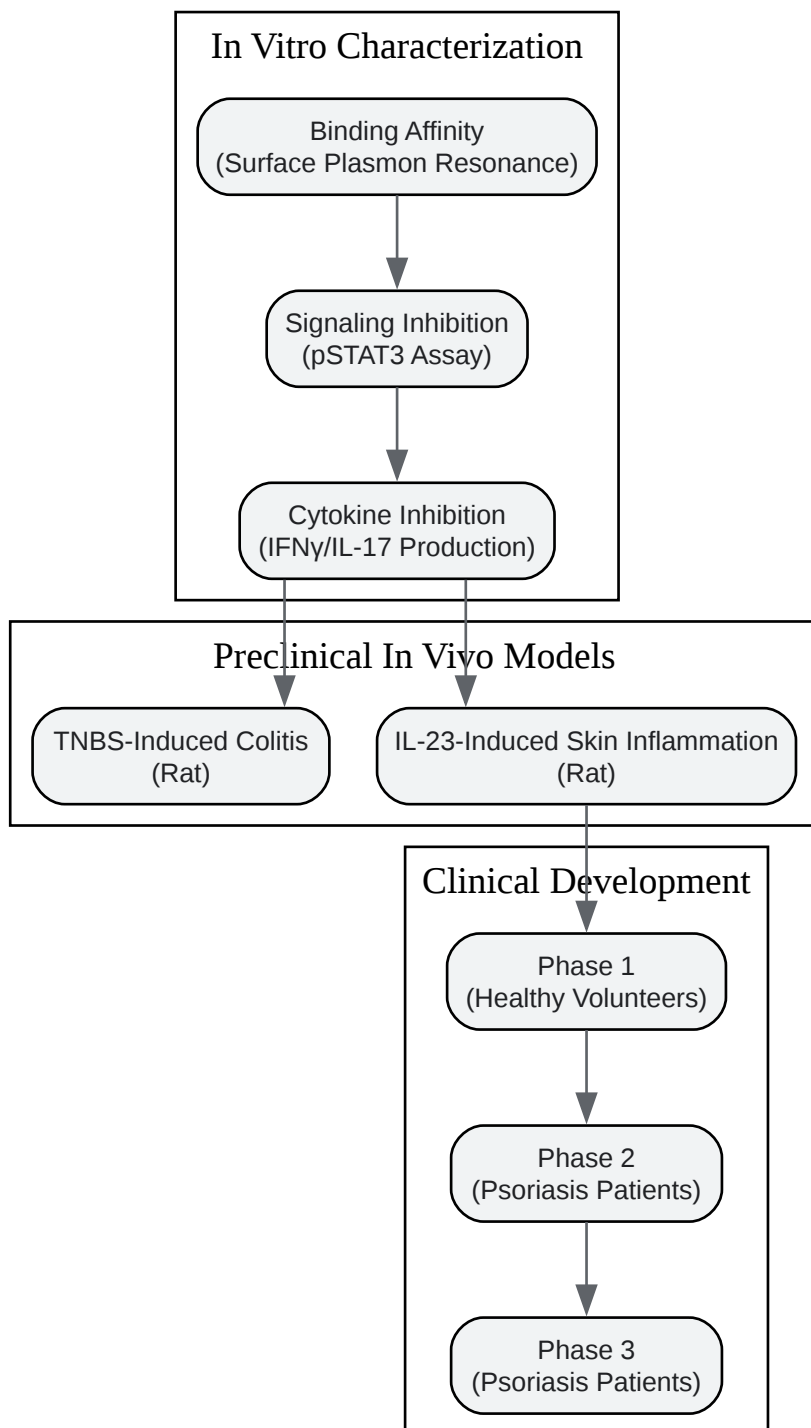 In Vitro Characterization
Binding Affinity
(Surface Plasmon Resonance)
Signaling Inhibition
(pSTAT3 Assay)
Cytokine Inhibition
(IFNγ/IL-17 Production)
Preclinical In Vivo Models
TNBS-Induced Colitis
(Rat)
IL-23-Induced Skin Inflammation
(Rat)
Clinical Development
Phase 1
(Healthy Volunteers)
Phase 2
(Psoriasis Patients)
Phase 3
(Psoriasis Patients)